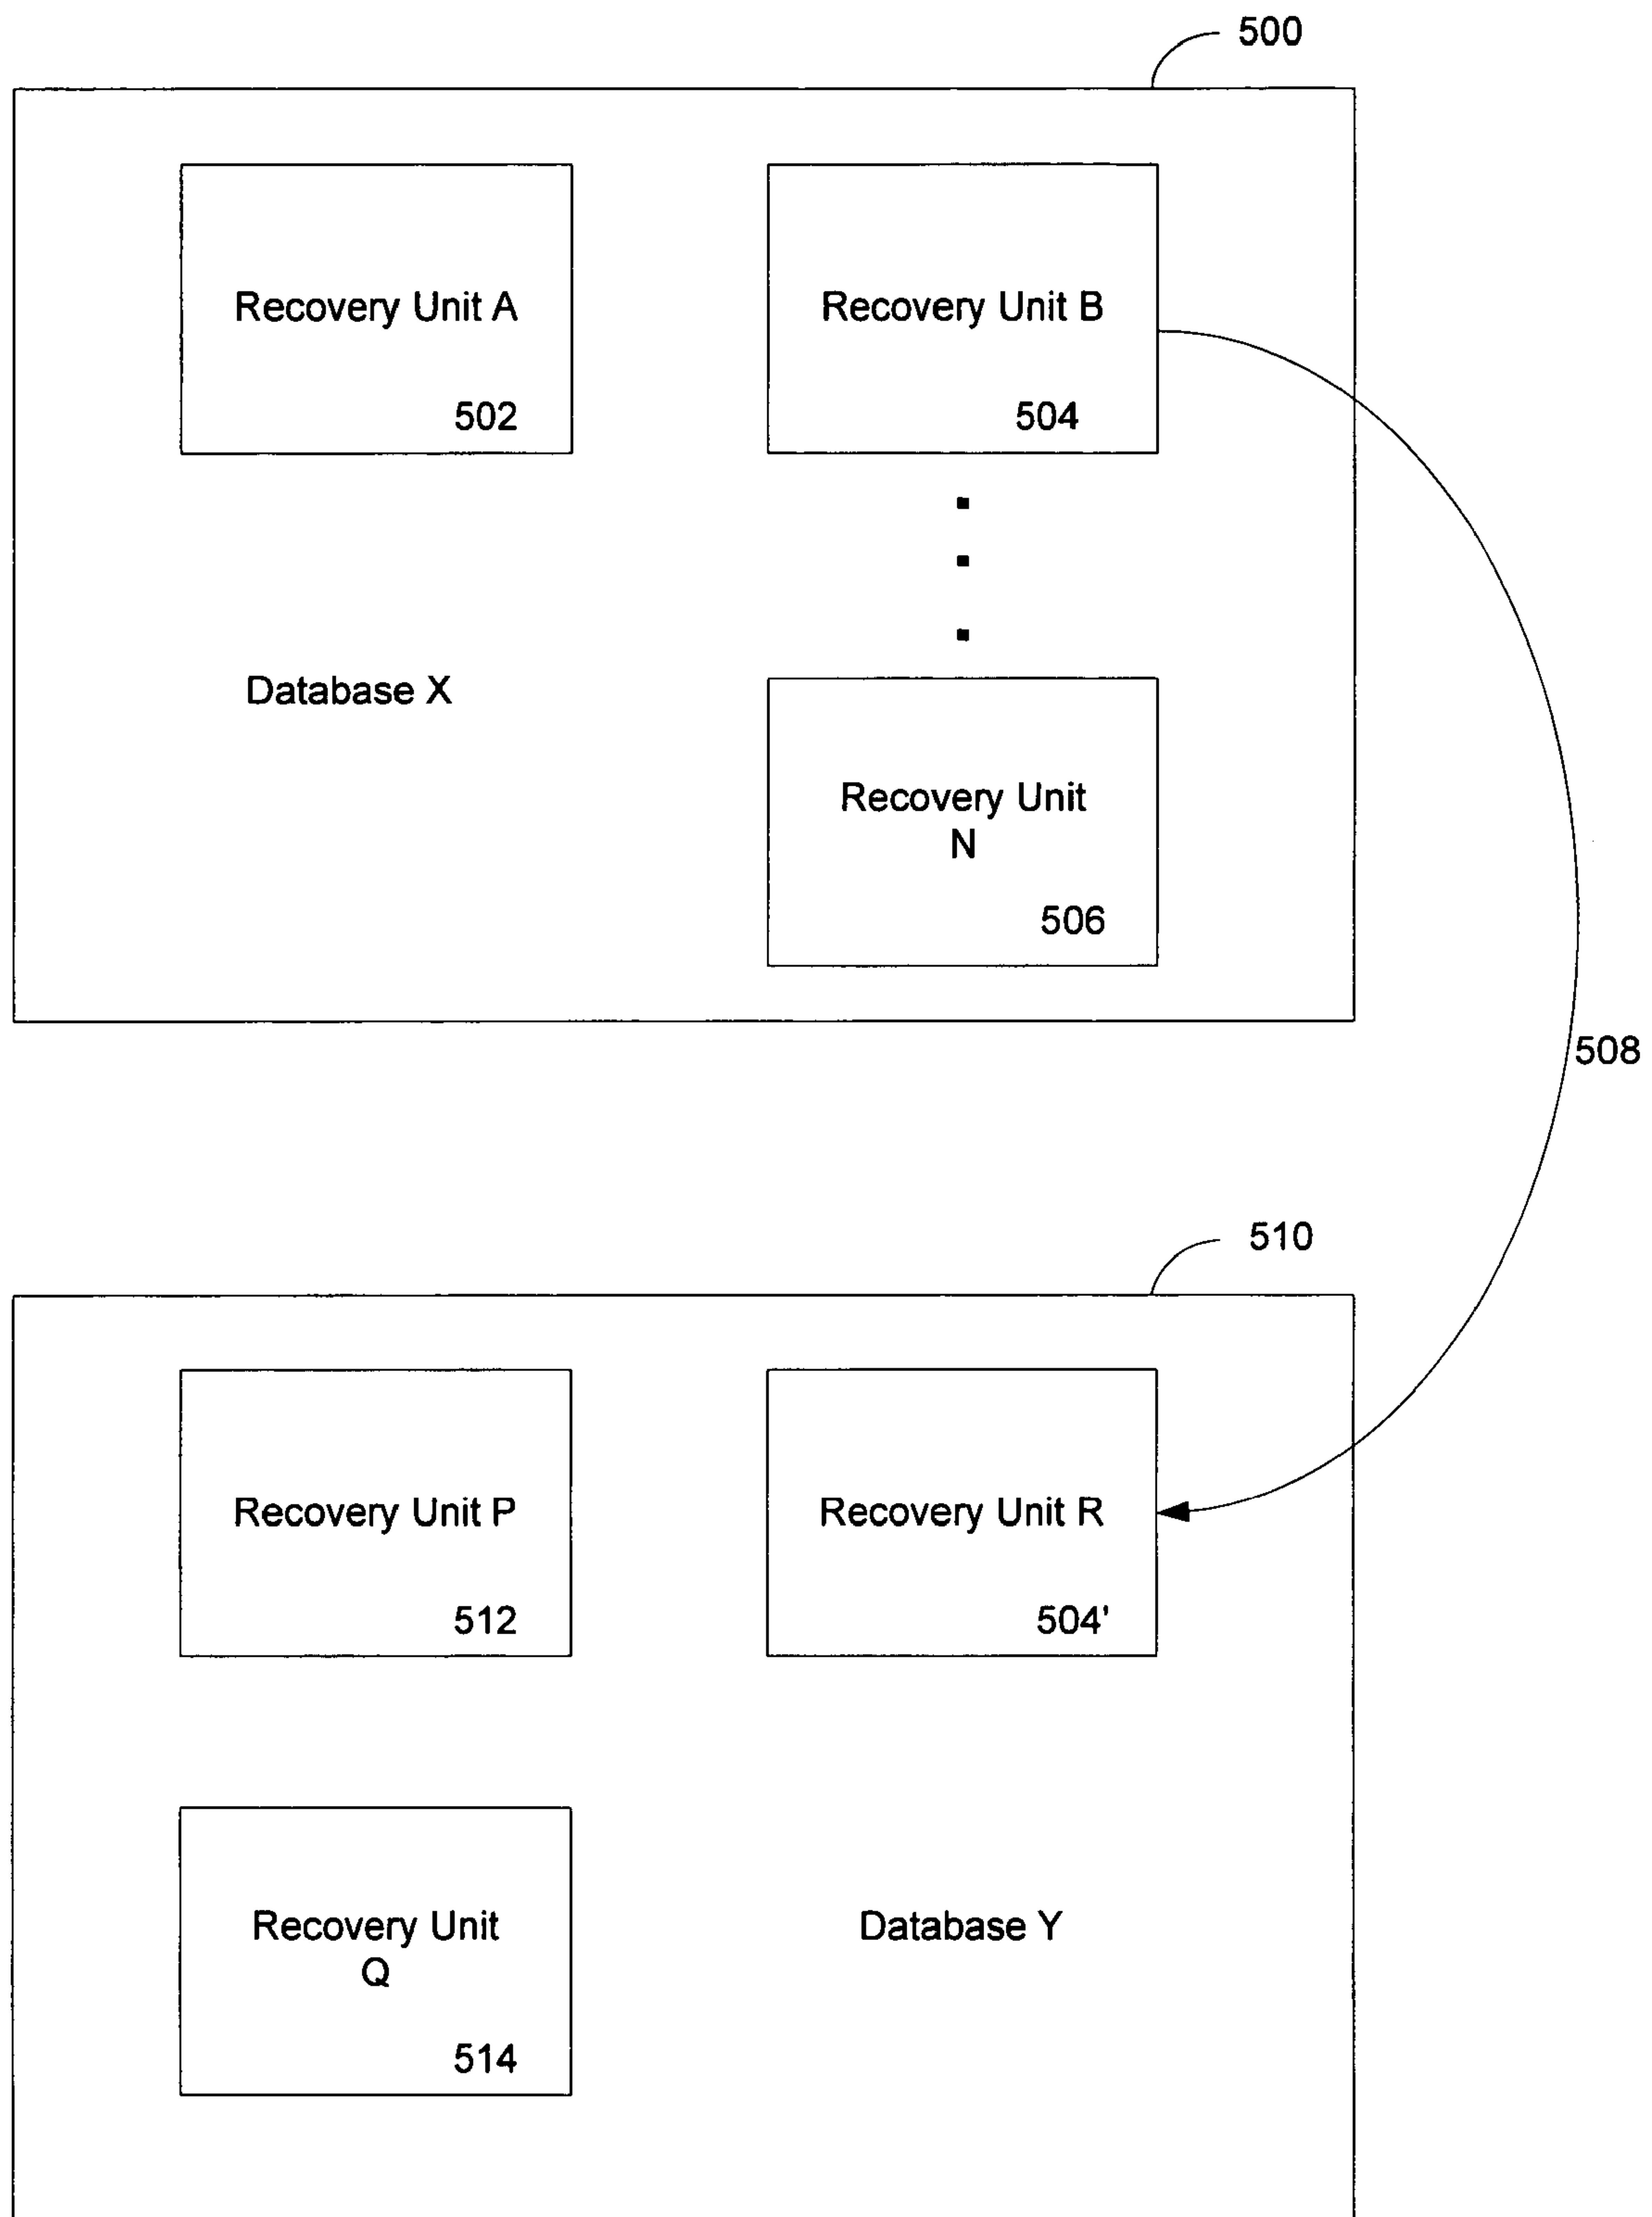 500
Recovery Unit A
502
Recovery Unit B
504
Database X
Recovery Unit
N
506
508
510
Recovery Unit P
512
Recovery Unit R
504'
Recovery Unit
Q
514
Database Y